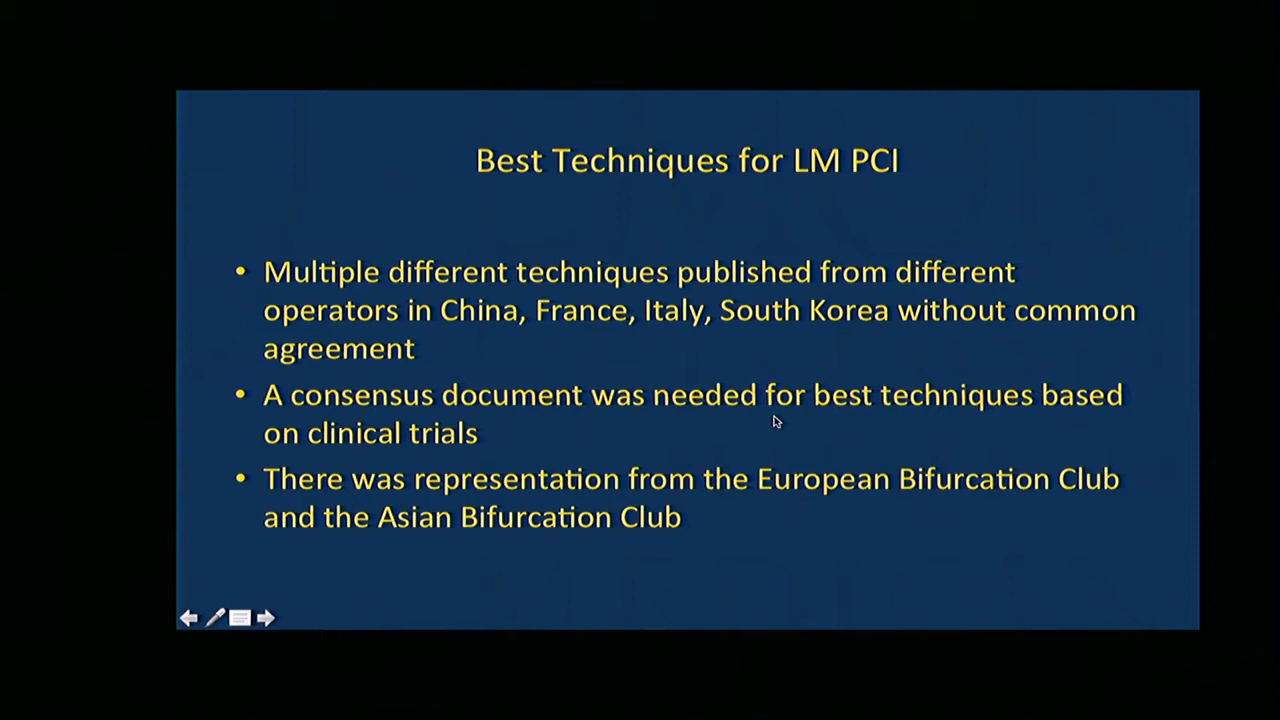 Best Techniques for LM PCI
• Multiple different techniques published from different
operators in China, France, Italy, South Korea without common
agreement
• A consensus document was needed for best techniques based
on clinical trials
• There was representation from the European Bifurcation Club
and the Asian Bifurcation Club